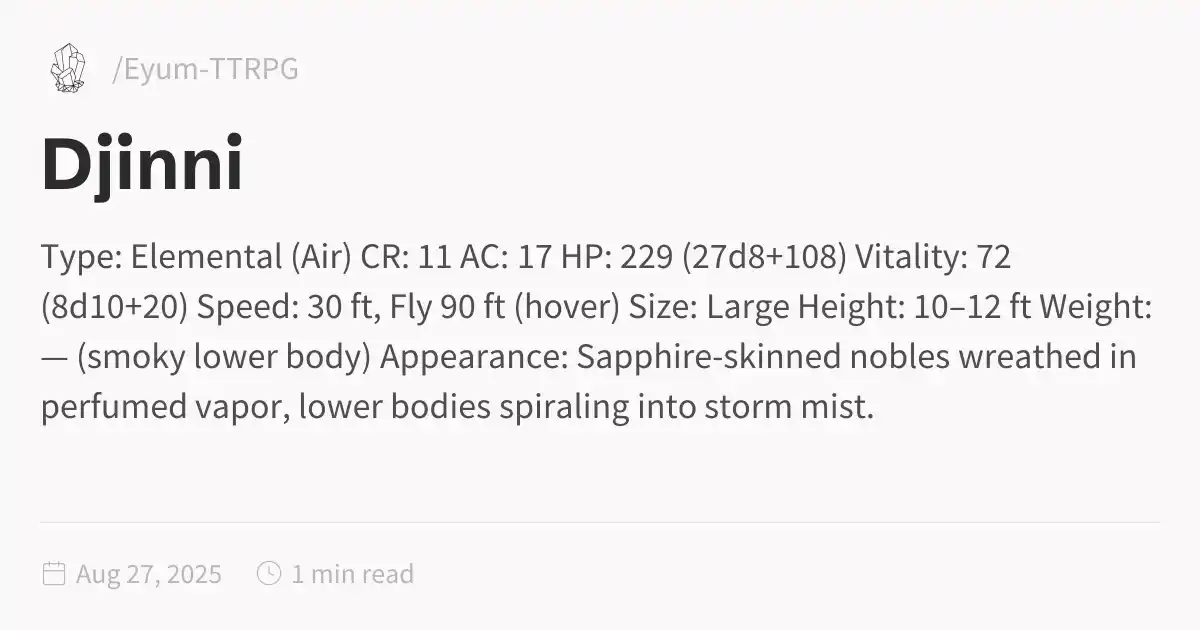 /Eyum-TTRPG
Djinni
Type: Elemental (Air) CR: 11 AC: 17 HP: 229 (27d8+108) Vitality: 72
(8d10+20) Speed: 30 ft, Fly 90 ft (hover) Size: Large Height: 10–12 ft Weight:
— (smoky lower body) Appearance: Sapphire-skinned nobles wreathed in
perfumed vapor, lower bodies spiraling into storm mist.
Aug 27, 2025 1 min read